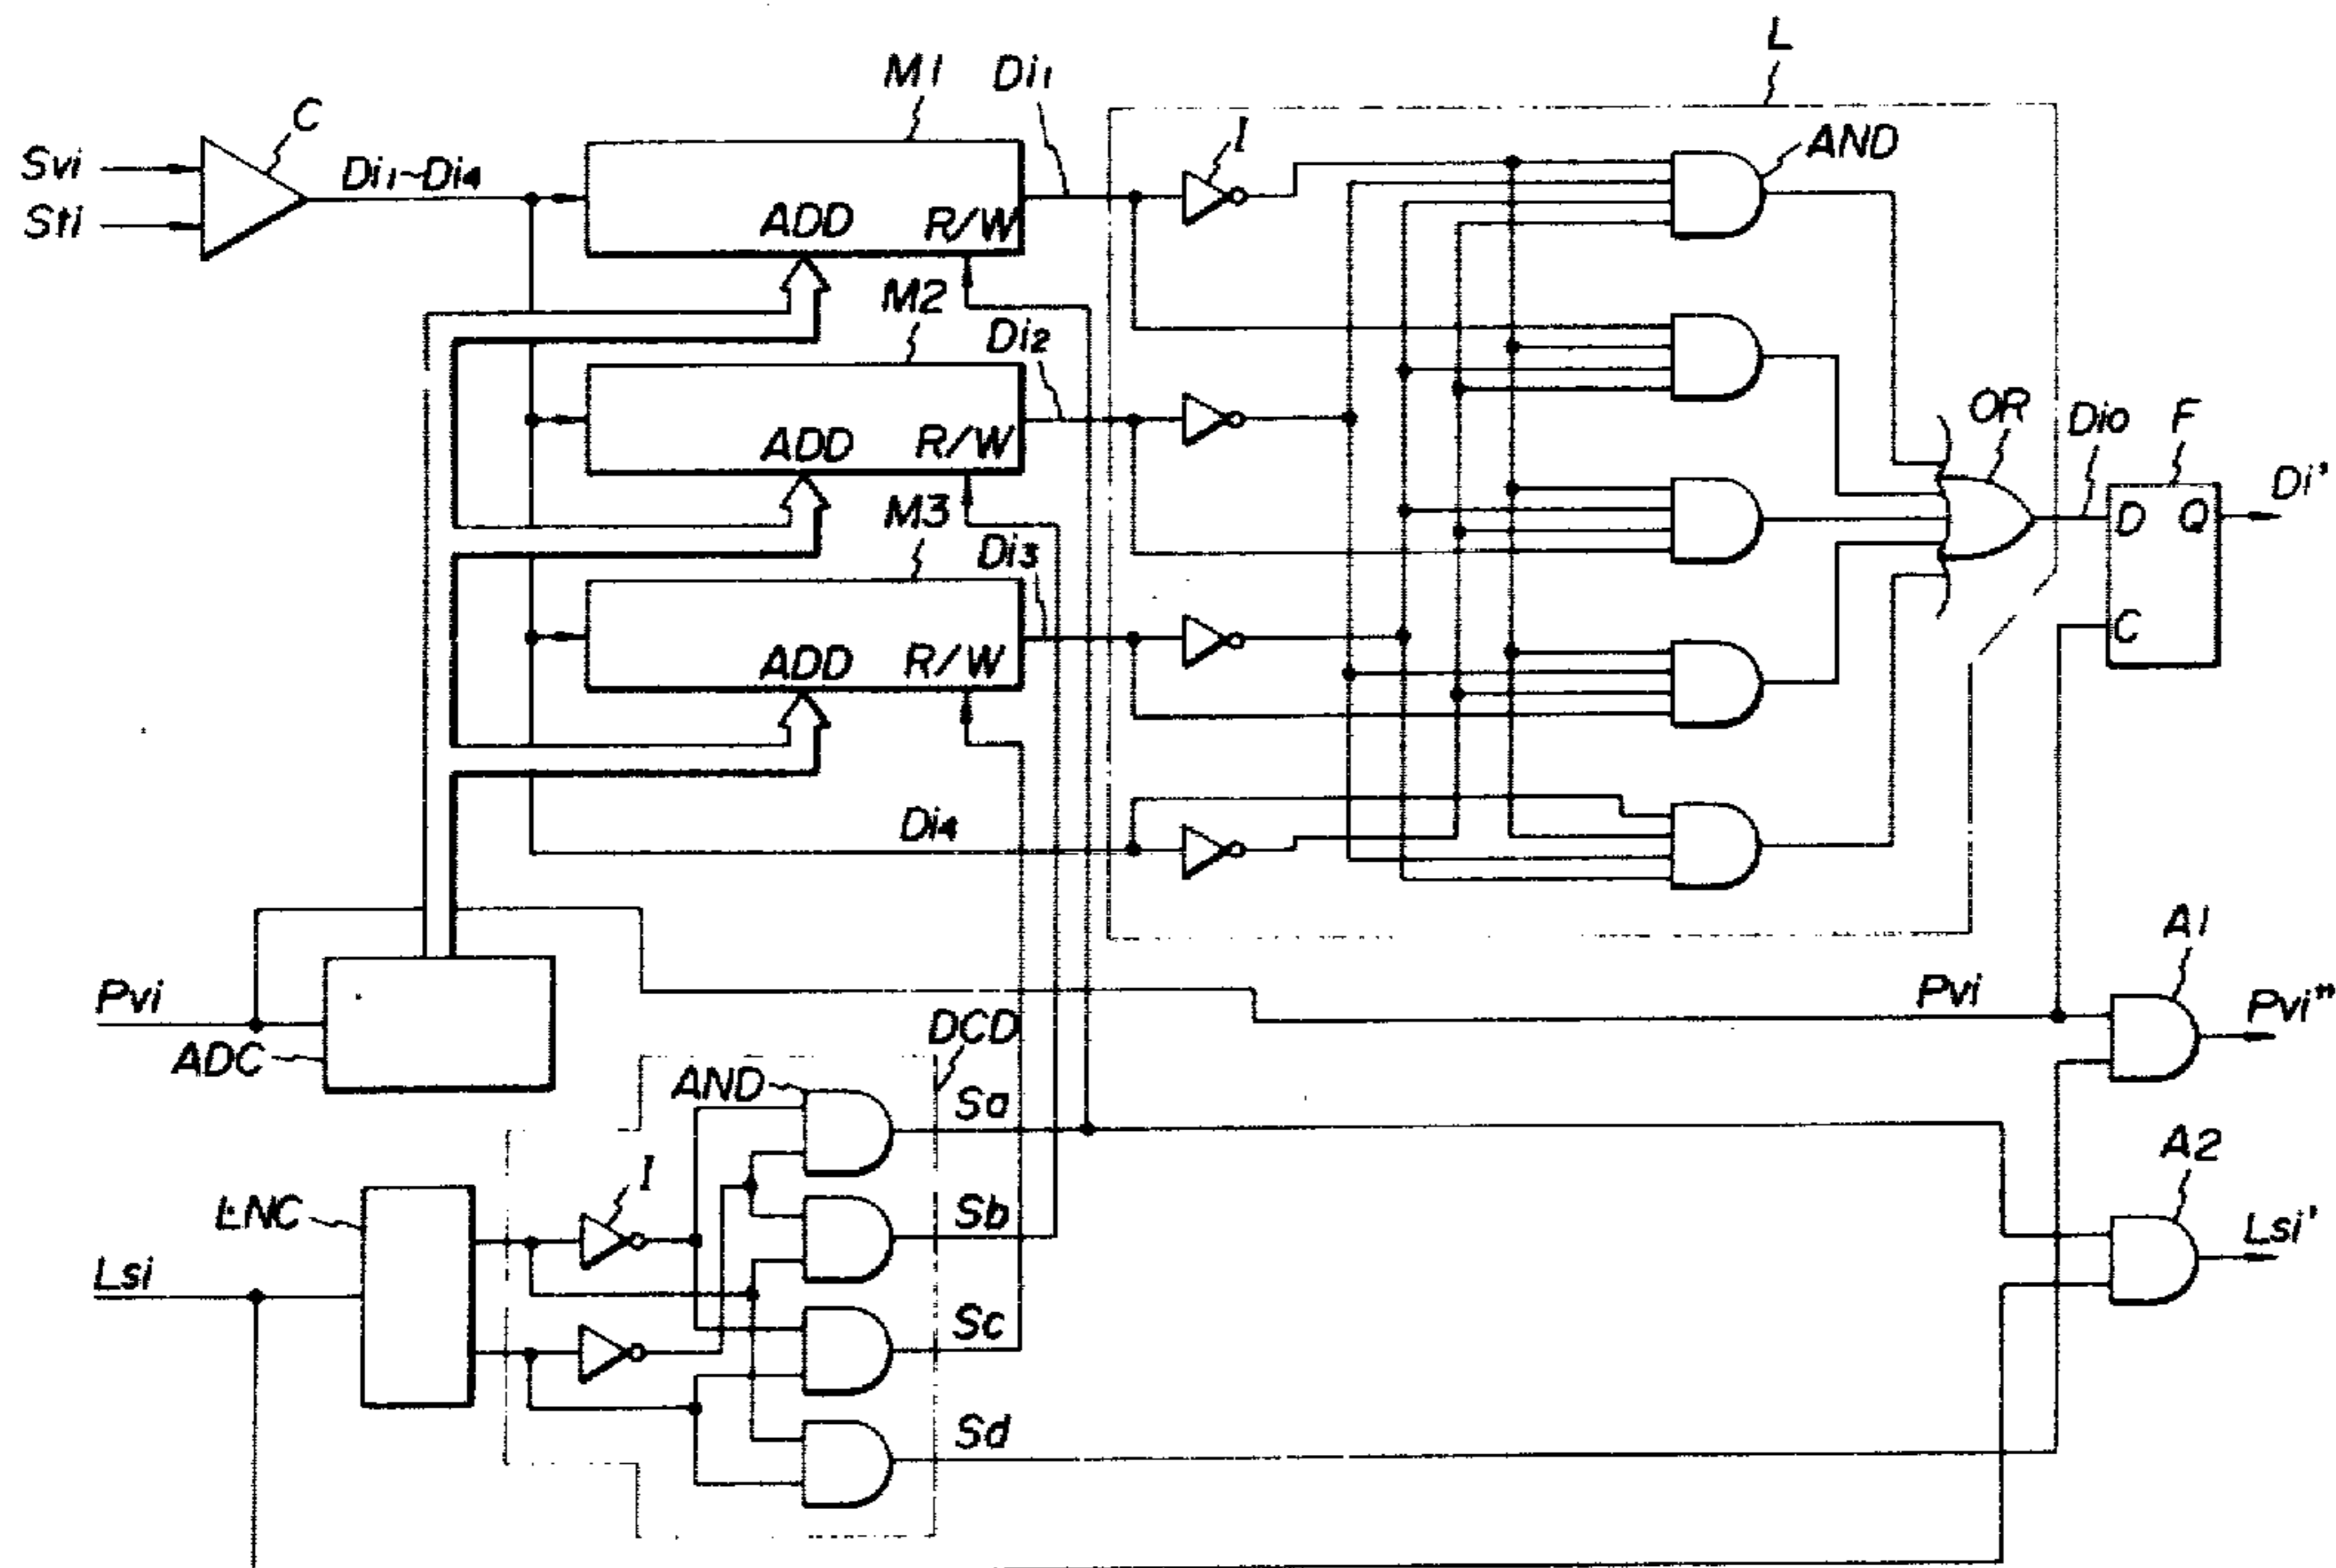 L
M1
Di1
C
I
AND
Svi
Di1~Di4
Sti
ADD
R/W
M2
Di2
ADD
R/W
OR
Dio
F
Di'
D
Q
M3
Di3
C
ADD
R/W
Di4
A1
Pvi
Pvi
Pvi"
DCD
ADC
AND
Sa
A2
I
LNC
Sb
Lsi'
Lsi
Sc
Sd